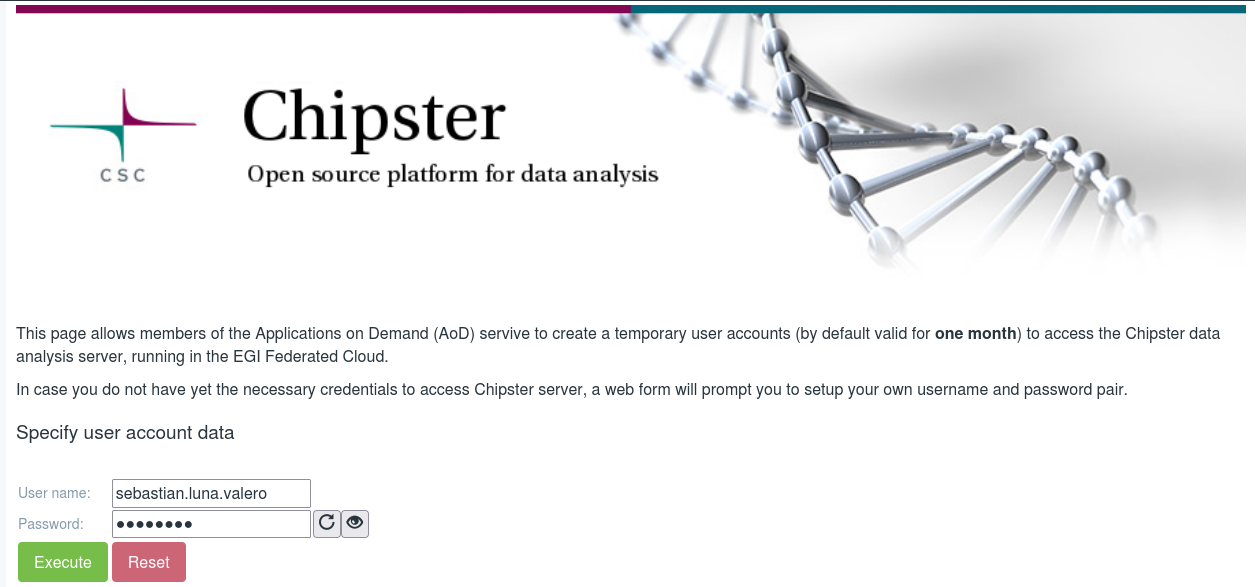 CSC
Chipster
Open source platform for data analysis
This page allows members of the Applications on Demand (AoD) servive to create a temporary user accounts (by default valid for one month) to access the Chipster data
analysis server, running in the EGI Federated Cloud.
In case you do not have yet the necessary credentials to access Chipster server, a web form will prompt you to setup your own username and password pair.
Specify user account data
User name: sebastian.luna.valero
Password: ••••••••
Execute Reset